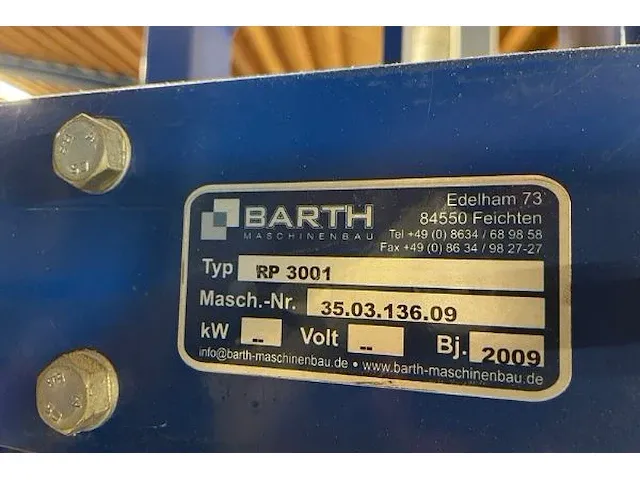 BARTH
MASCHINENBAU
Edelham 73
84550 Feichten
Tel +49 (0) 8634 / 68 98 58
Fax +49 (0) 86 34 / 98 27-27
Typ RP 3001
Masch.-Nr. 35.03.136.09
kW -- Volt -- Bj. 2009
info@barth-maschinenbau.de • www.barth-maschinenbau.de